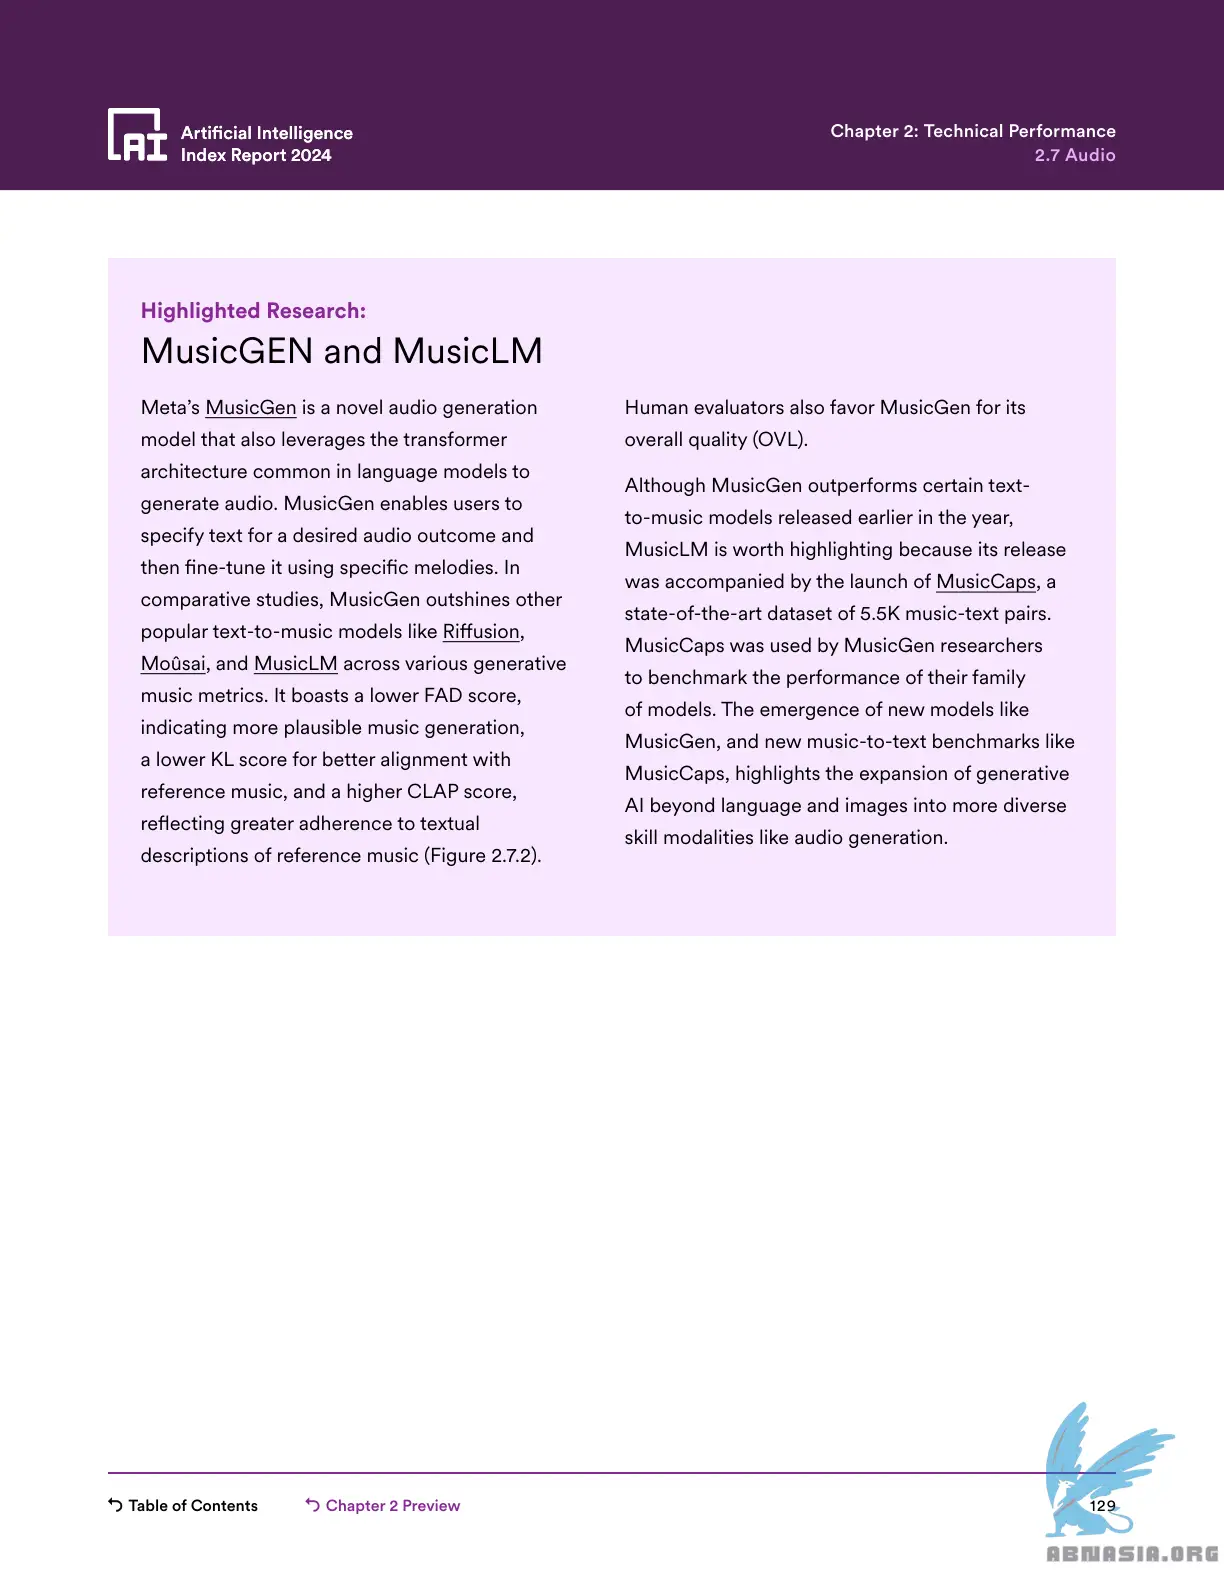 Artificial Intelligence
Index Report 2024
Chapter 2: Technical Performance
2.7 Audio
Highlighted Research:
MusicGEN and MusicLM
Meta’s MusicGen is a novel audio generation
model that also leverages the transformer
architecture common in language models to
generate audio. MusicGen enables users to
specify text for a desired audio outcome and
then fine-tune it using specific melodies. In
comparative studies, MusicGen outshines other
popular text-to-music models like Riffusion,
Moûsai, and MusicLM across various generative
music metrics. It boasts a lower FAD score,
indicating more plausible music generation,
a lower KL score for better alignment with
reference music, and a higher CLAP score,
reflecting greater adherence to textual
descriptions of reference music (Figure 2.7.2).
Human evaluators also favor MusicGen for its
overall quality (OVL).
Although MusicGen outperforms certain text-
to-music models released earlier in the year,
MusicLM is worth highlighting because its release
was accompanied by the launch of MusicCaps, a
state-of-the-art dataset of 5.5K music-text pairs.
MusicCaps was used by MusicGen researchers
to benchmark the performance of their family
of models. The emergence of new models like
MusicGen, and new music-to-text benchmarks like
MusicCaps, highlights the expansion of generative
AI beyond language and images into more diverse
skill modalities like audio generation.
Table of Contents
Chapter 2 Preview
129
ABNASIA.ORG